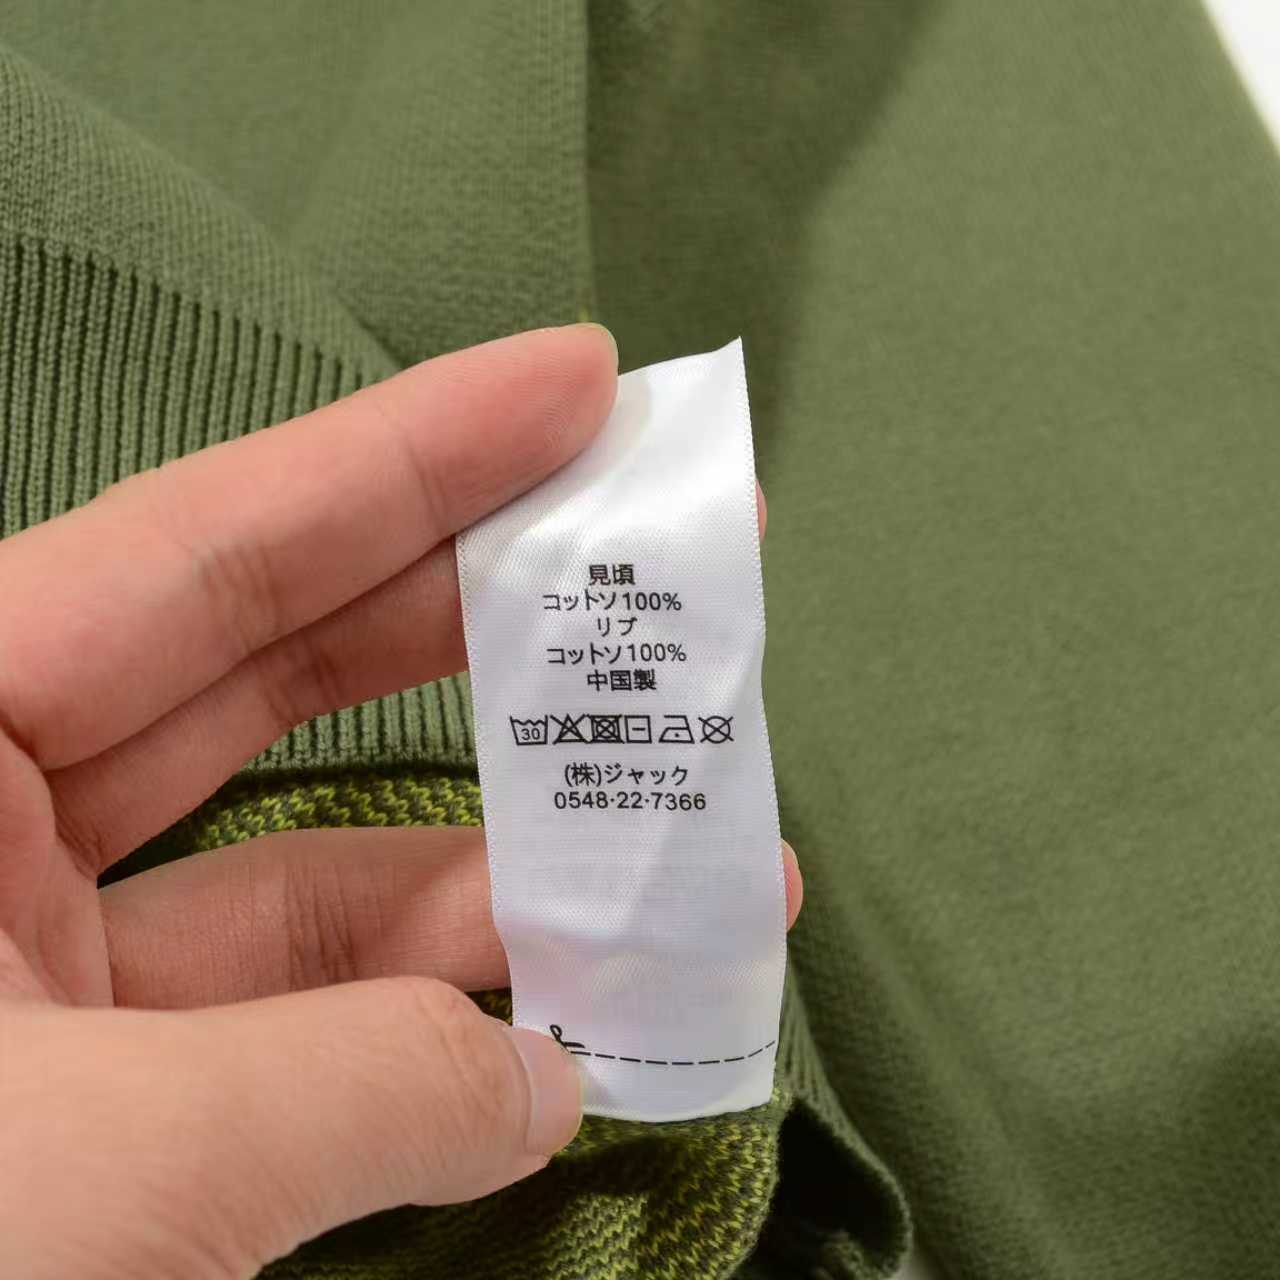 見頃
コットソ100%
リブ
コットソ100%
中国製
30
(株)ジャック
0548·22·7366